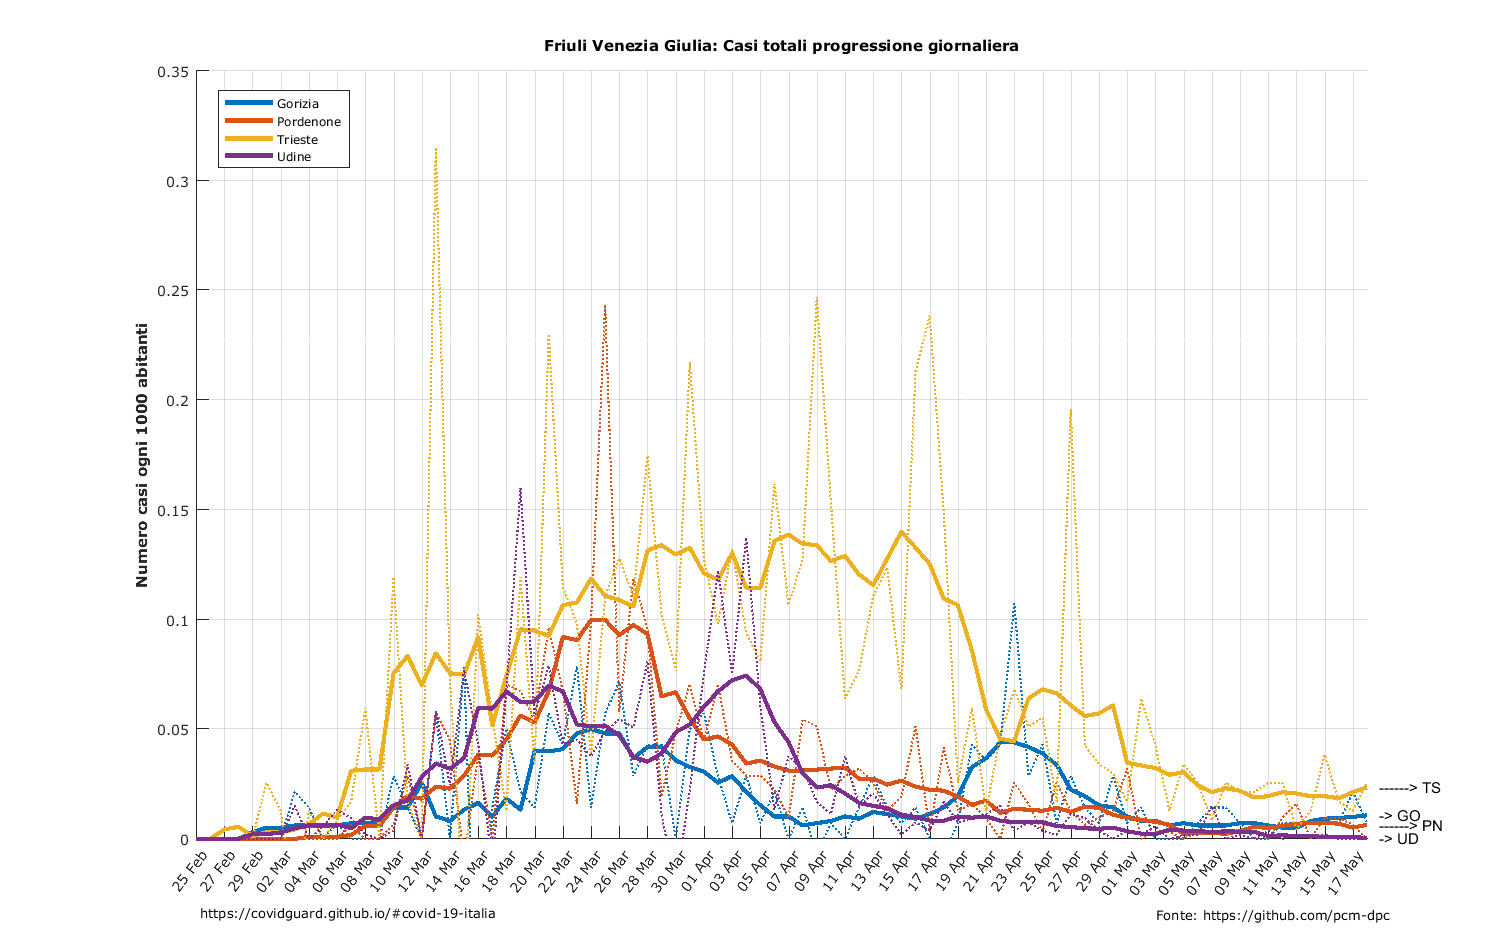 Friuli Venezia Giulia: Casi totali progressione giornaliera
0.35
0.3
0.25
0.2
0.15
0.1
0.05
0
Numero casi ogni 1000 abitanti
Gorizia
Pordenone
Trieste
Udine
------> TS
-> GO
------> PN
-> UD
25 Feb
27 Feb
29 Feb
02 Mar
04 Mar
06 Mar
08 Mar
10 Mar
12 Mar
14 Mar
16 Mar
18 Mar
20 Mar
22 Mar
24 Mar
26 Mar
28 Mar
30 Mar
01 Apr
03 Apr
05 Apr
07 Apr
09 Apr
11 Apr
13 Apr
15 Apr
17 Apr
19 Apr
21 Apr
23 Apr
25 Apr
27 Apr
29 Apr
01 May
03 May
05 May
07 May
09 May
11 May
13 May
15 May
17 May
https://covidguard.github.io/#covid-19-italia
Fonte: https://github.com/pcm-dpc